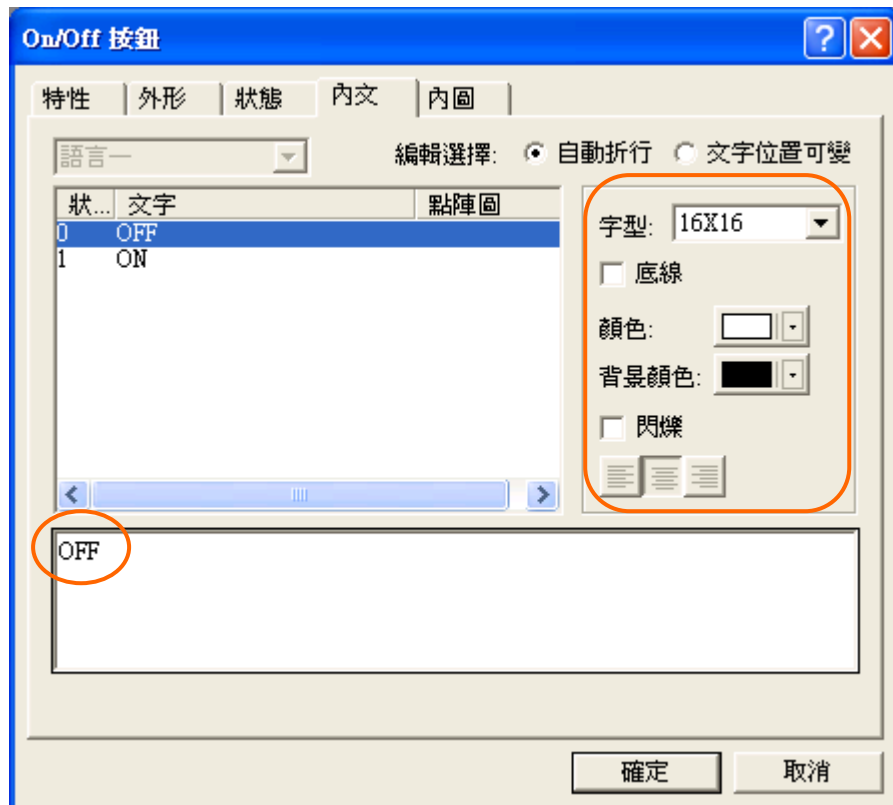 On/Off 按鈕
特性 外形 狀態 內文 內圖
語言一 編輯選擇: 自動折行 文字位置可變
狀... 文字 點陣圖
0 OFF
1 ON
字型: 16X16
底線
顏色:
背景顏色:
閃爍
OFF
確定 取消